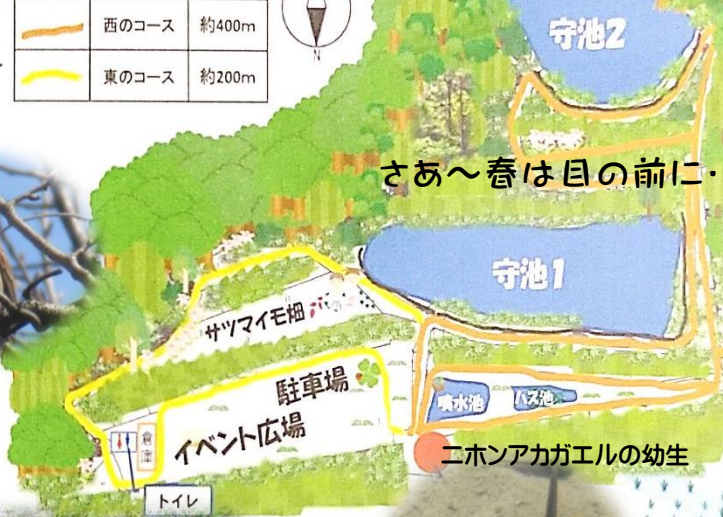 西のコース 約400m
東のコース 約200m
N
守池2
さあ～春は目の前に・
守池1
サツマイモ畑
駐車場
噴水池
ハス池
イベント広場
倉庫
ニホンアカガエルの幼生
トイレ